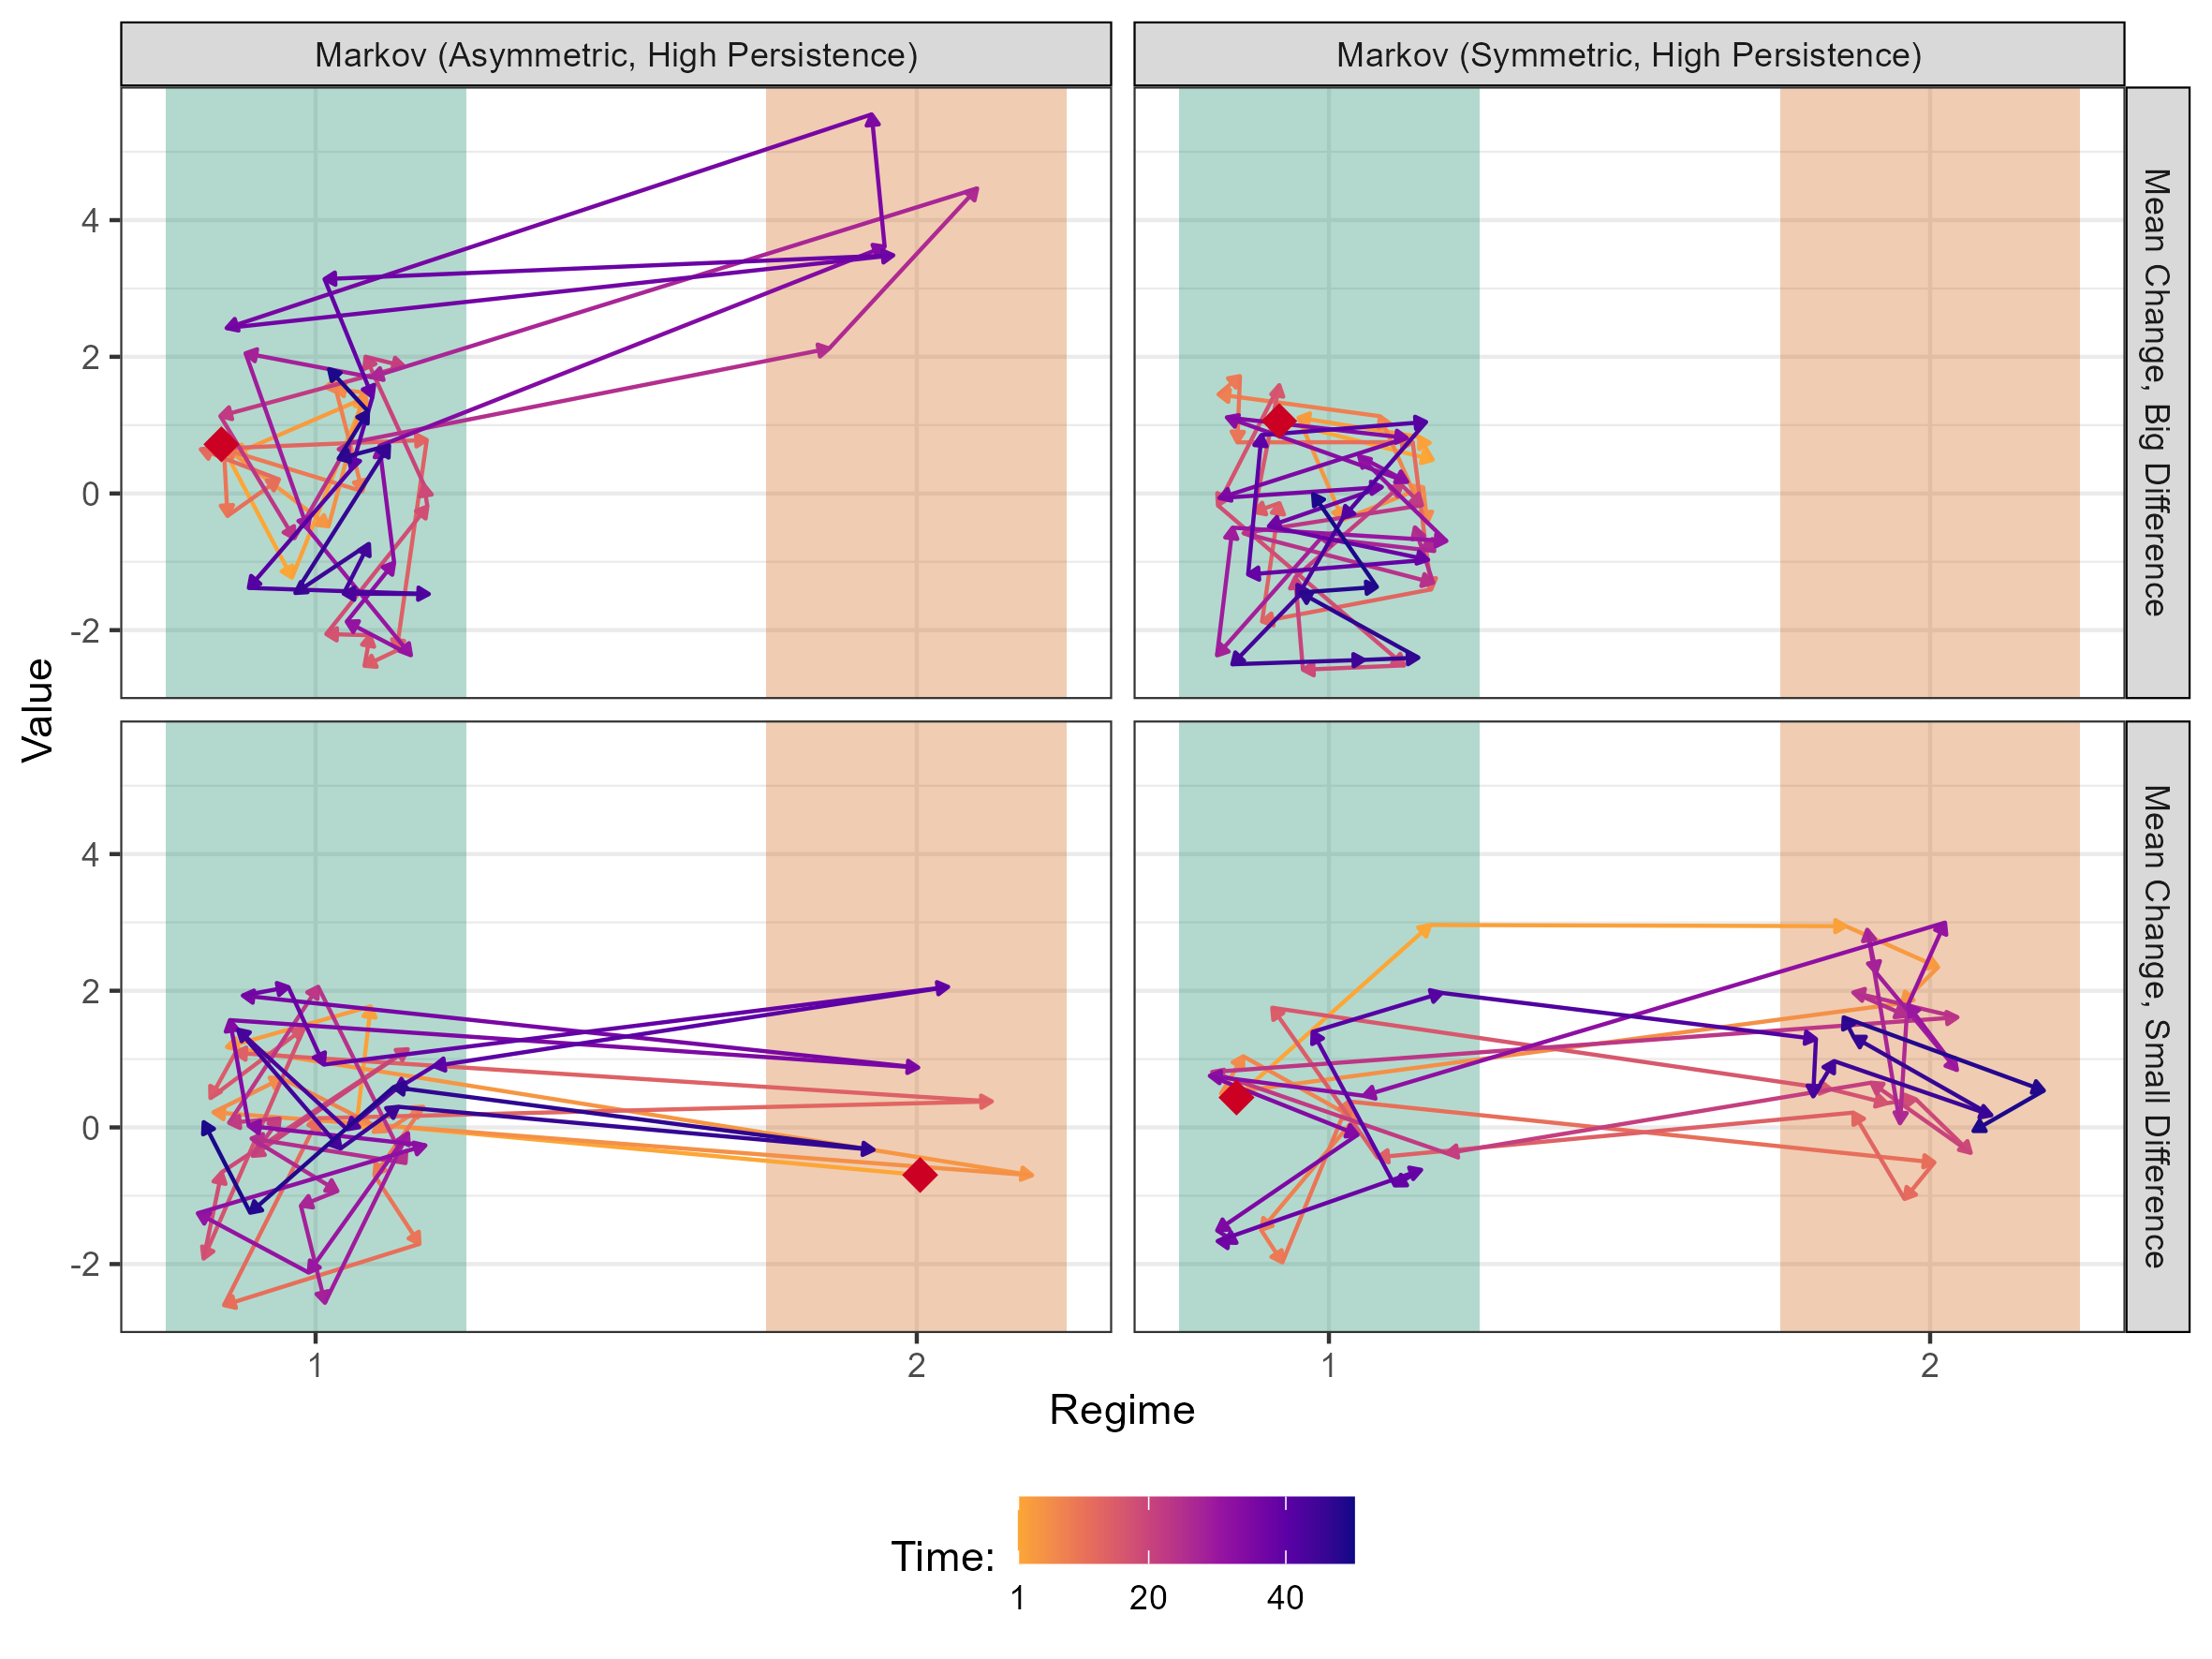 Markov (Asymmetric, High Persistence)
Markov (Symmetric, High Persistence)
Mean Change, Big Difference
Mean Change, Small Difference
Value
4
2
0
-2
4
2
0
-2
1
2
1
2
Regime
Time:
1
20
40